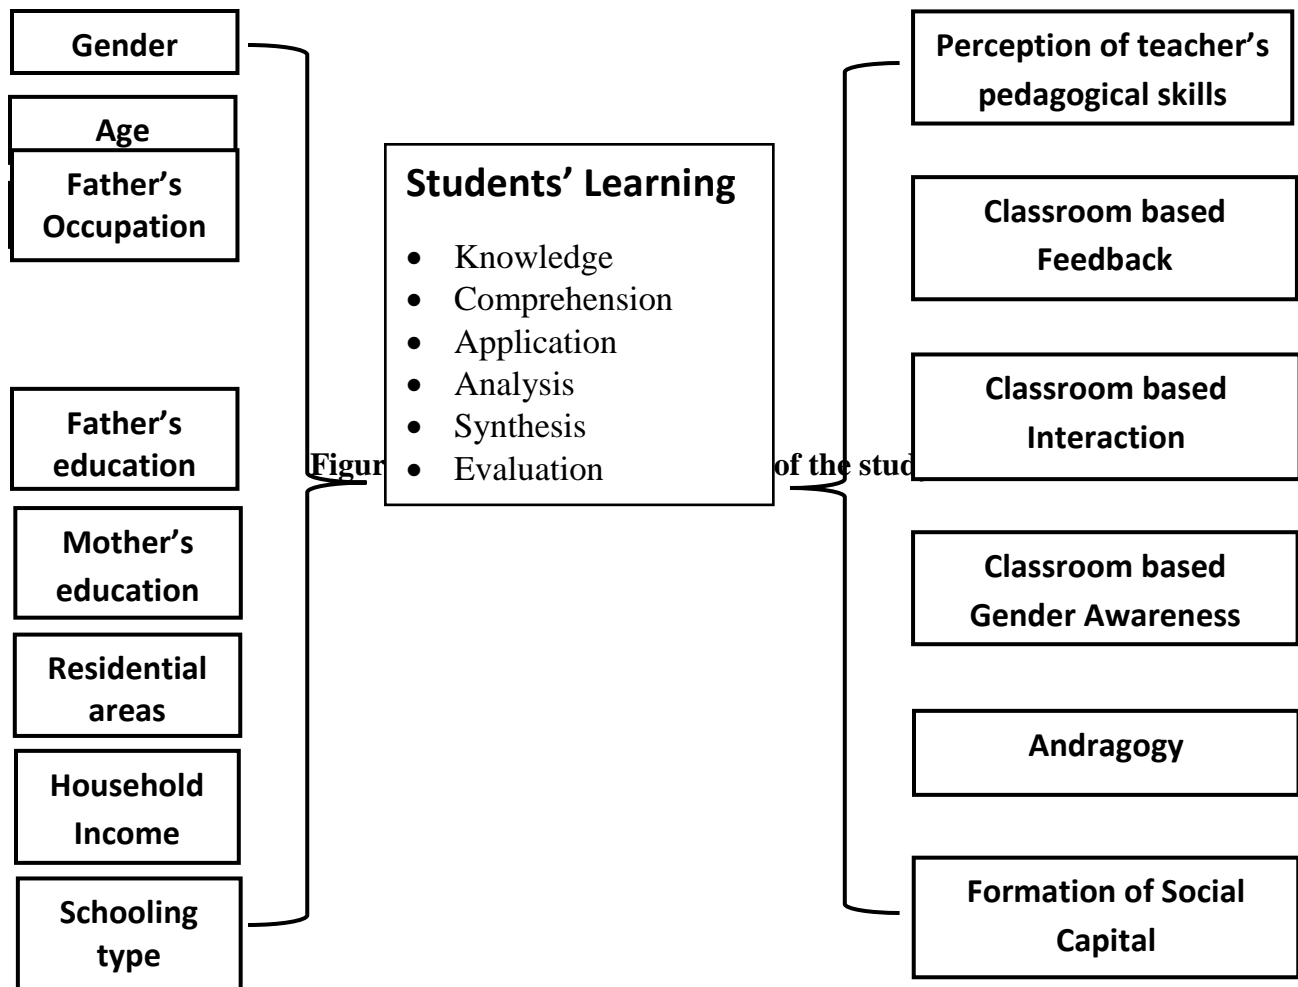 Gender
Age
Father’s
Occupation
Father’s
education
Mother’s
education
Residential
areas
Household
Income
Schooling
type
Students’ Learning
• Knowledge
• Comprehension
• Application
• Analysis
• Synthesis
• Evaluation
of the
Perception of teacher’s
pedagogical skills
Classroom based
Feedback
Classroom based
Interaction
Classroom based
Gender Awareness
Andragogy
Formation of Social
Capital